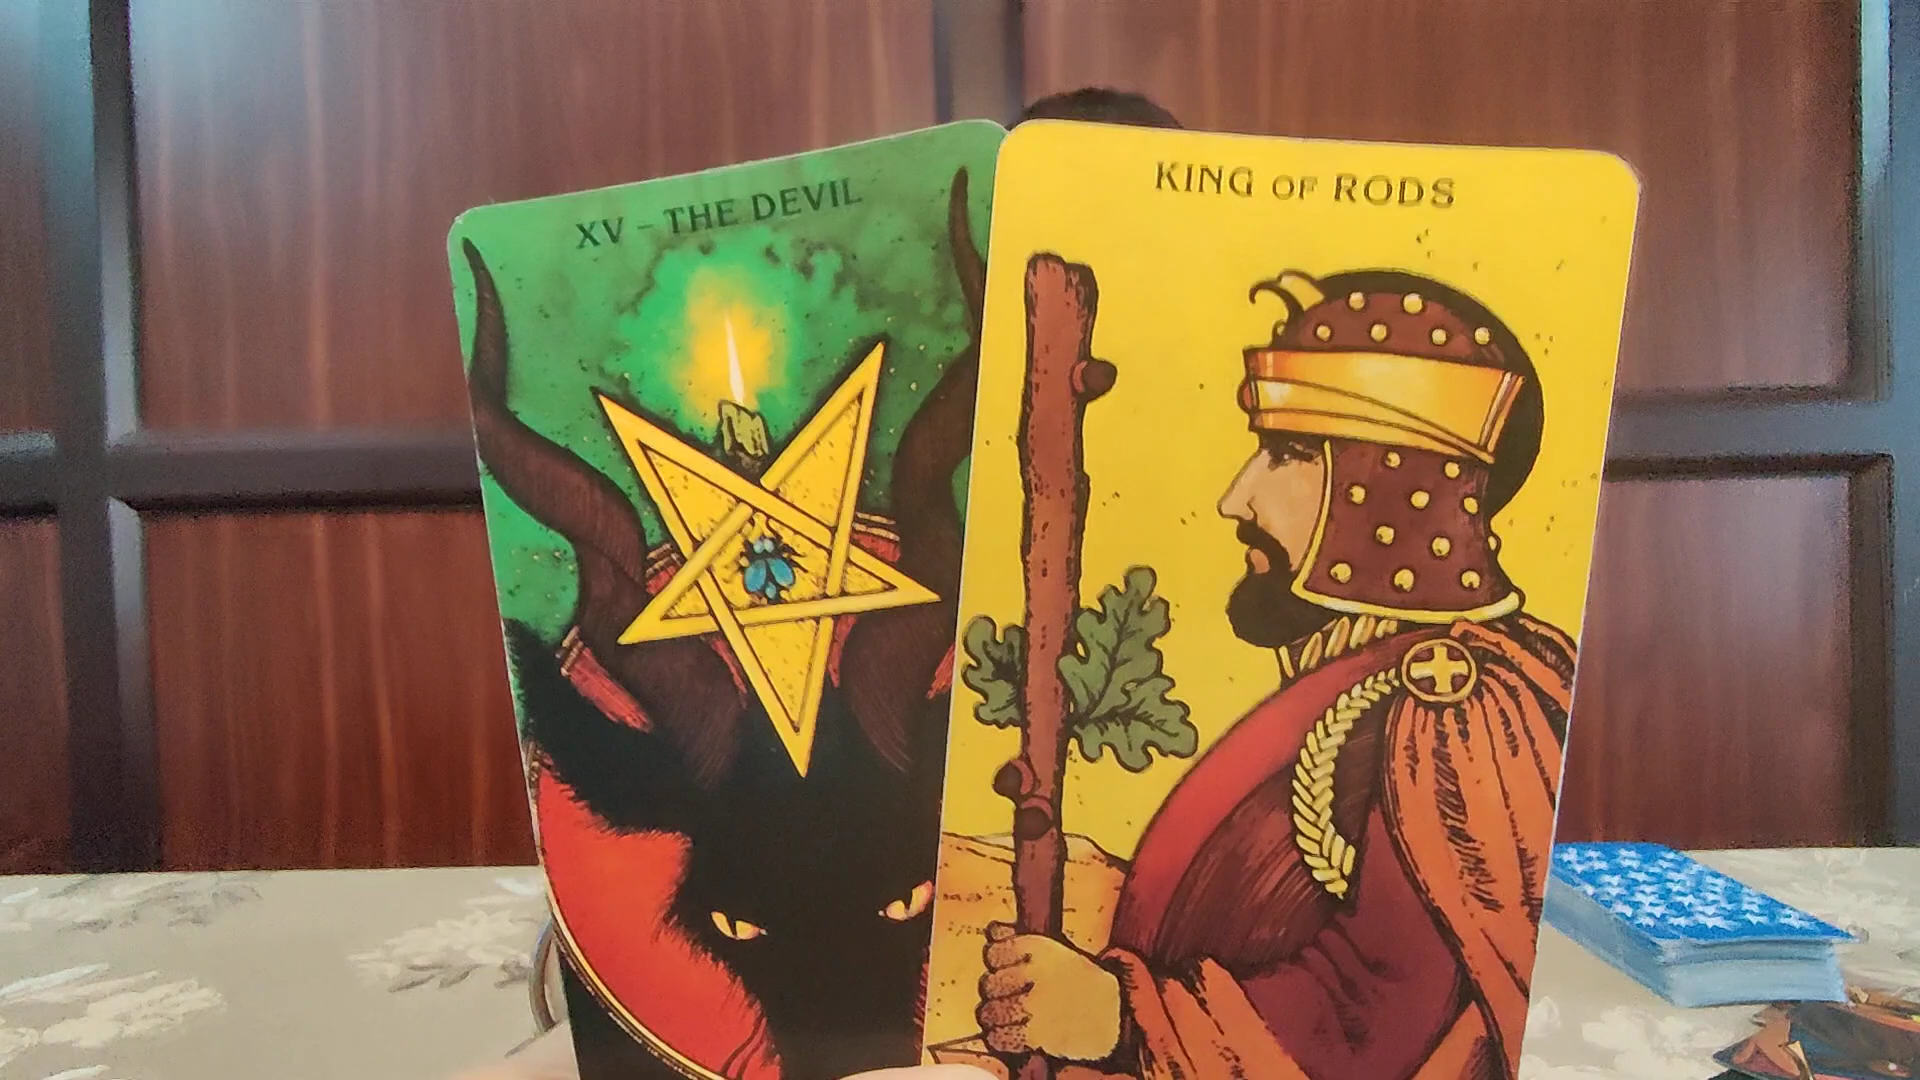 XV – THE DEVIL
KING OF RODS